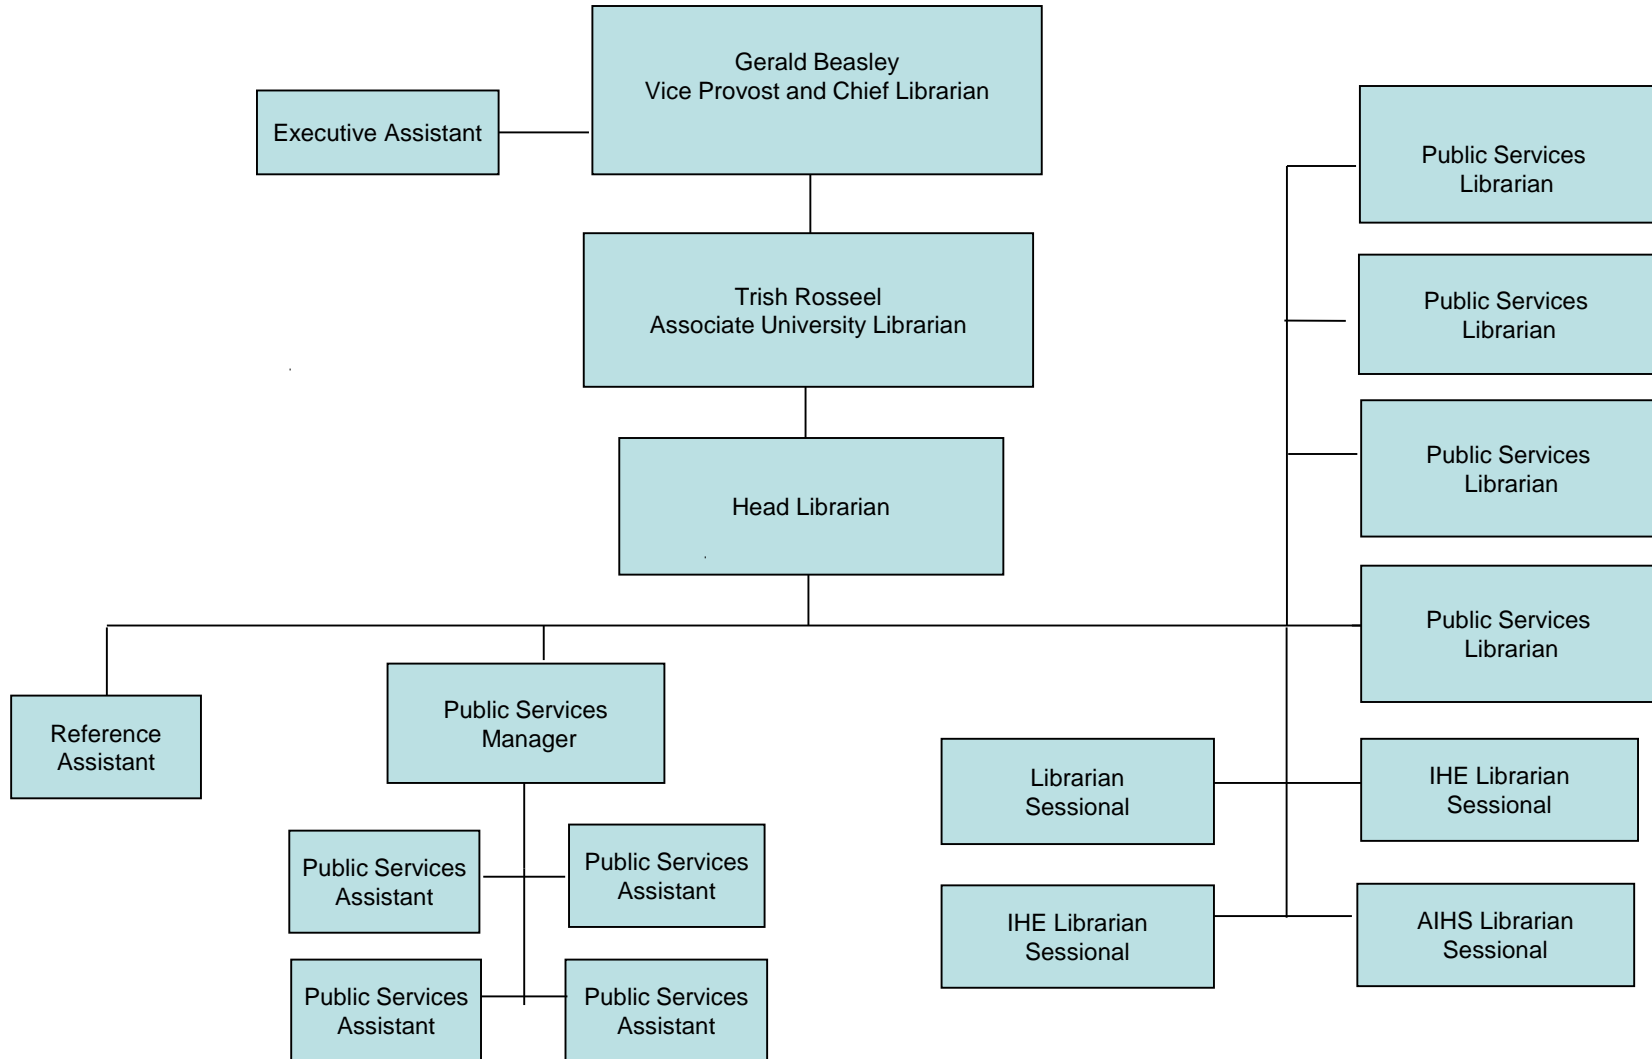 Gerald Beasley
Vice Provost and Chief Librarian
Executive Assistant
Trish Rosseel
Associate University Librarian
Head Librarian
Public Services
Librarian
Public Services
Librarian
Public Services
Librarian
Public Services
Librarian
Reference
Assistant
Public Services
Manager
Public Services
Assistant
Public Services
Assistant
Public Services
Assistant
Public Services
Assistant
Librarian
Sessional
IHE Librarian
Sessional
IHE Librarian
Sessional
AIHS Librarian
Sessional